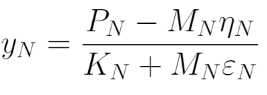 y_N = \frac{P_N - M_N \eta_N}{K_N + M_N \varepsilon_N}